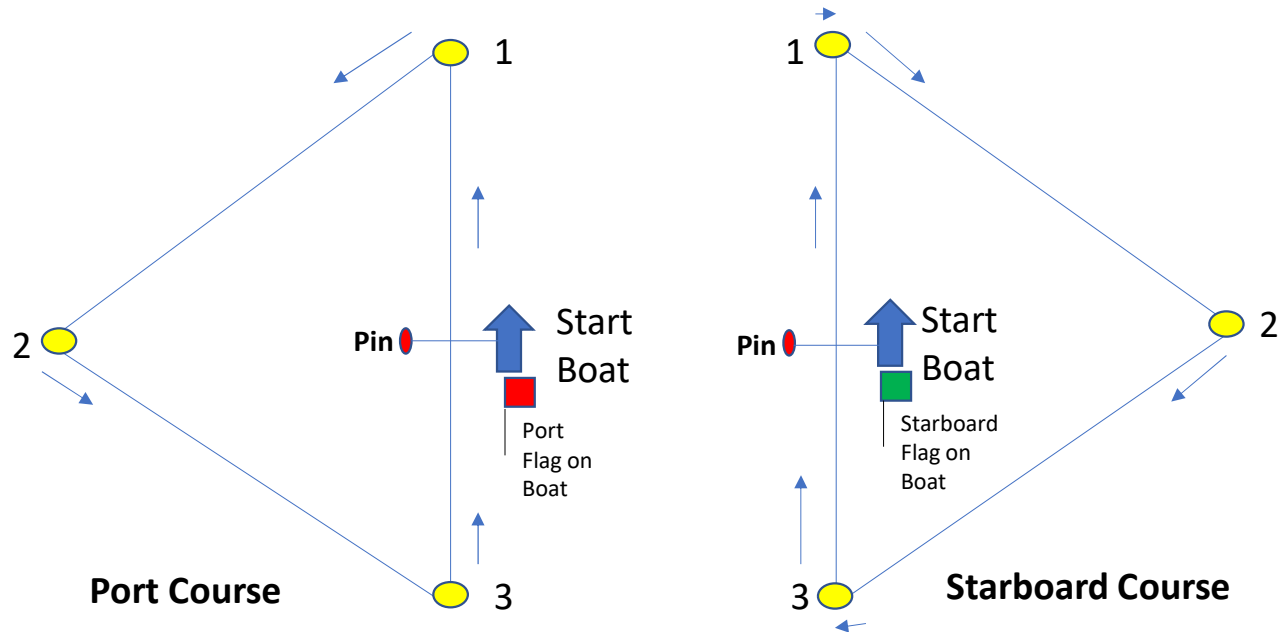 1
2
Pin
Start
Boat
Port
Flag on
Boat
Port Course
3
1
2
Pin
Start
Boat
Starboard
Flag on
Boat
3
Starboard Course